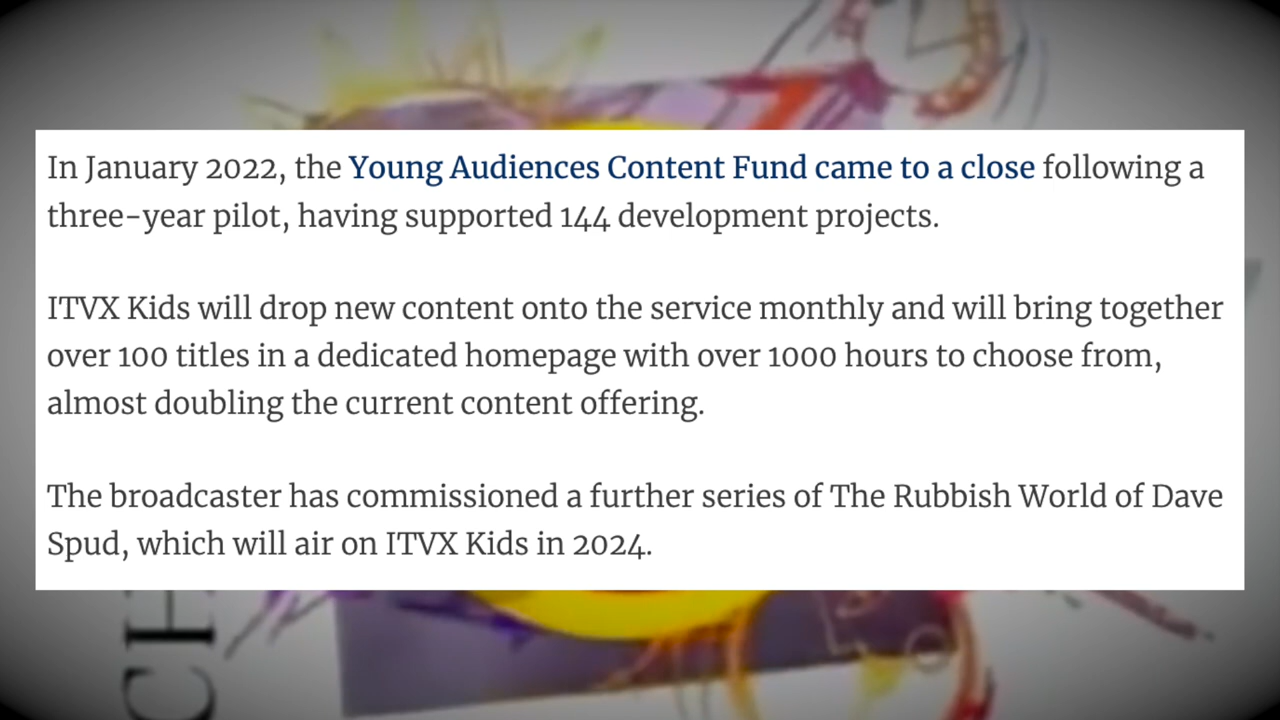 In January 2022, the Young Audiences Content Fund came to a close following a
three-year pilot, having supported 144 development projects.
ITVX Kids will drop new content onto the service monthly and will bring together
over 100 titles in a dedicated homepage with over 1000 hours to choose from,
almost doubling the current content offering.
The broadcaster has commissioned a further series of The Rubbish World of Dave
Spud, which will air on ITVX Kids in 2024.
CH